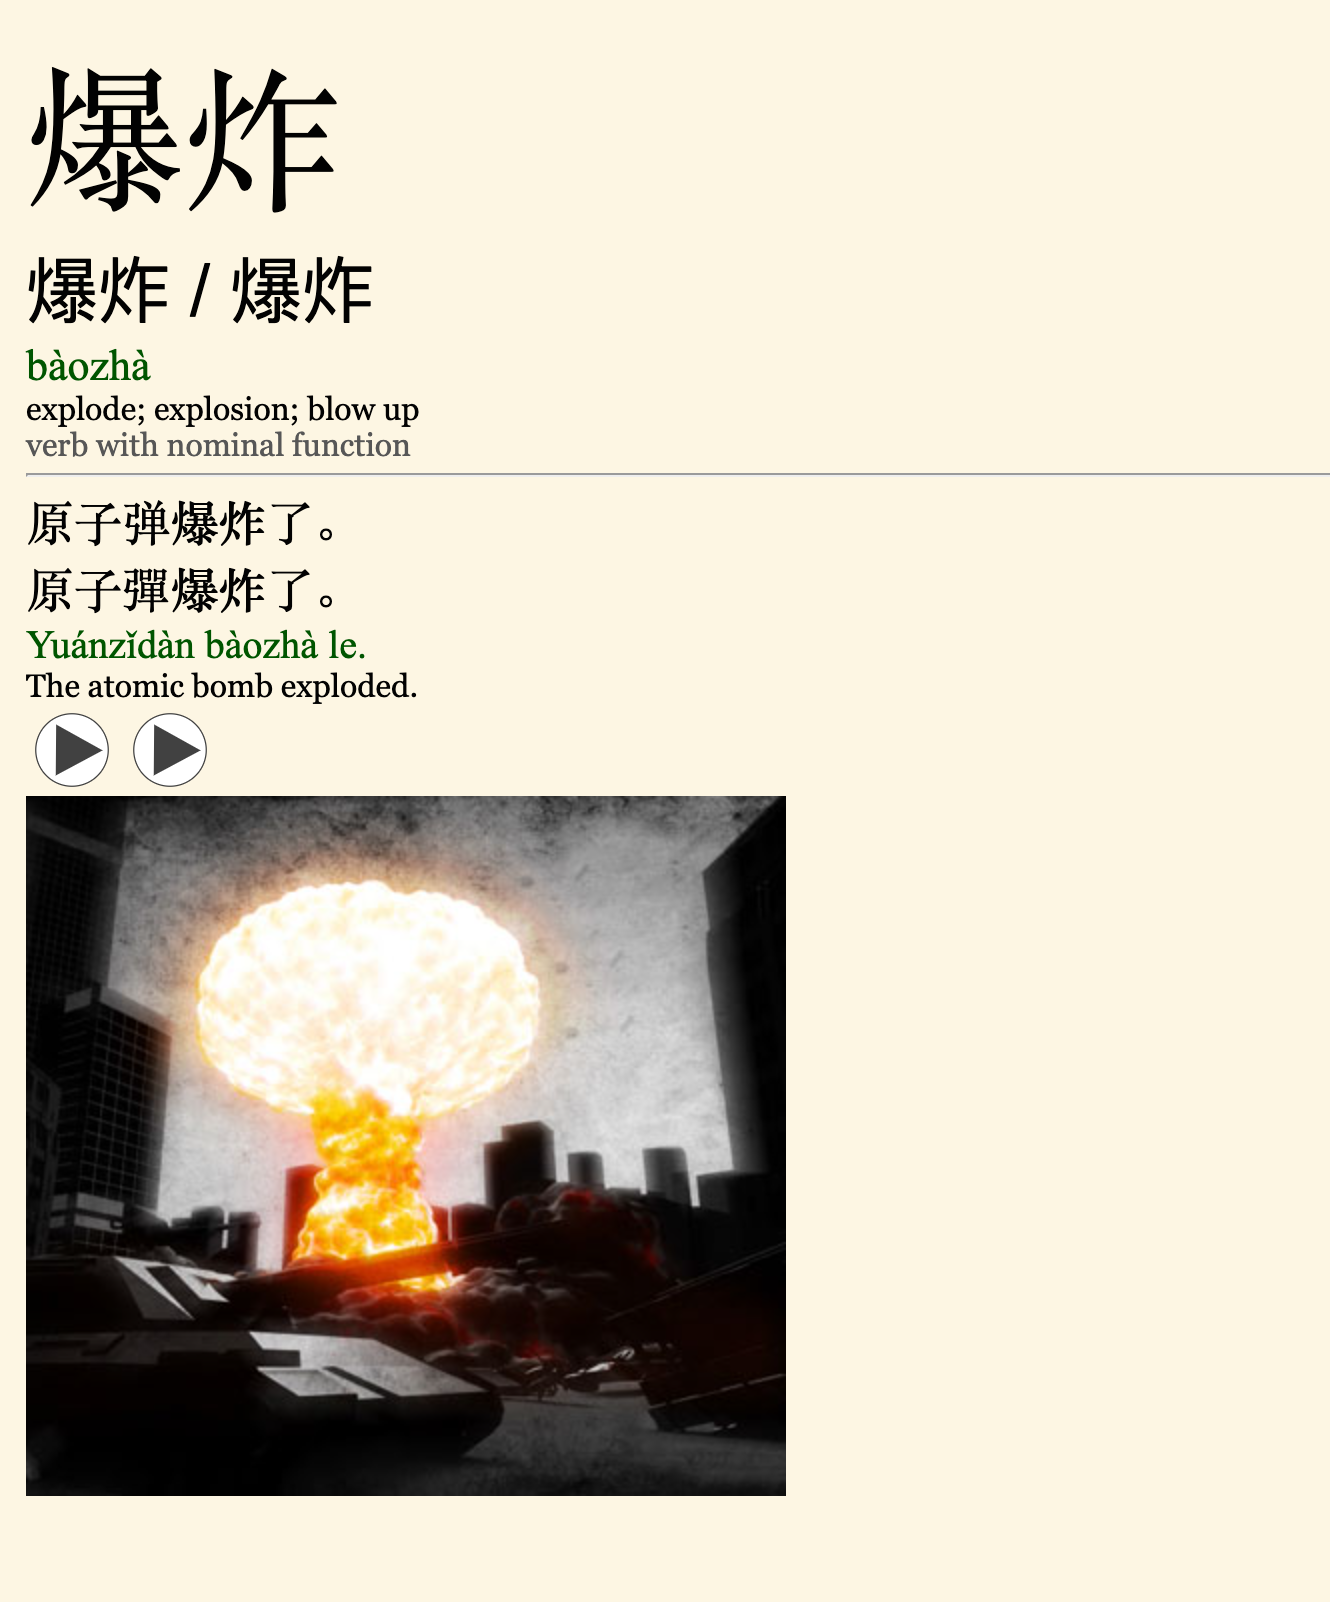 爆炸
爆炸 / 爆炸
bàozhà
explode; explosion; blow up
verb with nominal function
原子弹爆炸了。
原子彈爆炸了。
Yuánzǐdàn bàozhà le.
The atomic bomb exploded.